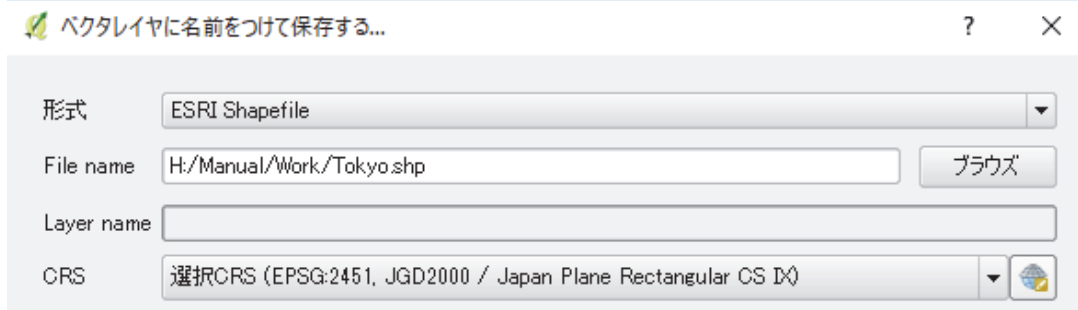 ベクタレイヤに名前をつけて保存する... ? ×
形式 ESRI Shapefile
File name H:/Manual/Work/Tokyo.shp ブラウズ
Layer name
CRS 選択CRS (EPSG:2451, JGD2000 / Japan Plane Rectangular CS IX)